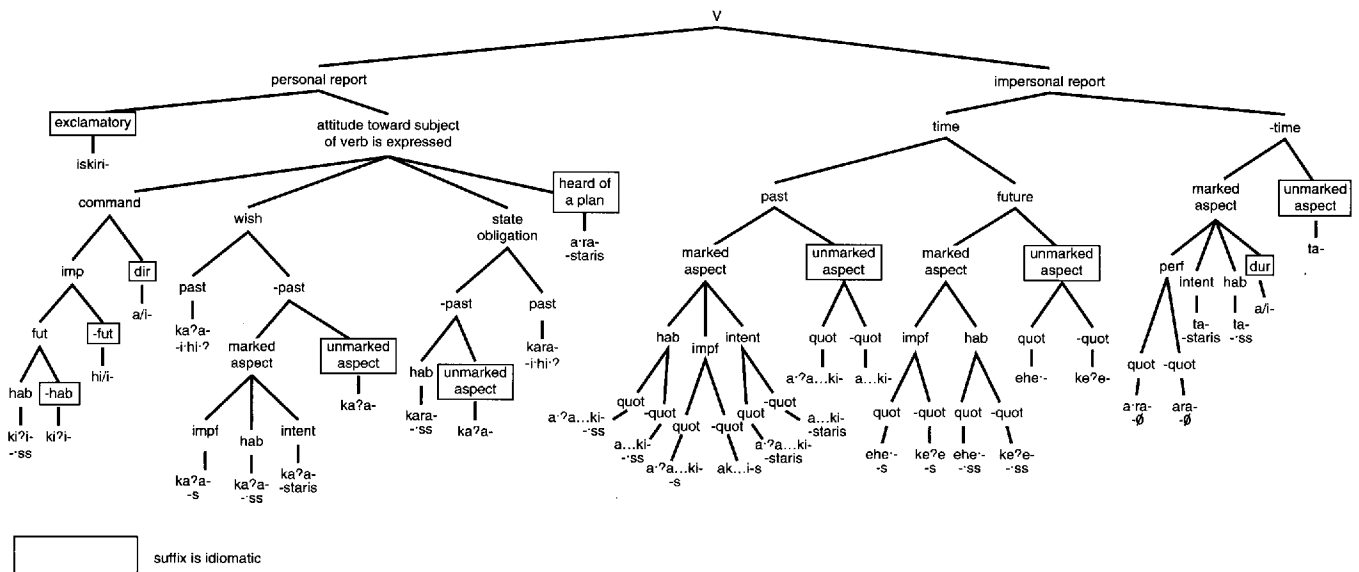 V
personal report
impersonal report
exclamatory
iskiri-
attitude toward subject
of verb is expressed
time
-time
command
wish
state
obligation
heard of
a plan
a·ra-
-staris
past
future
marked
aspect
unmarked
aspect
ta-
imp
dir
a/i-
past
ka?a-
-i·hi·?
-past
-past
past
kara-
-i·hi·?
marked
aspect
unmarked
aspect
marked
aspect
unmarked
aspect
perf
intent
ta-
-staris
hab
ta-
-·ss
dur
a/i-
fut
-fut
hi/i-
marked
aspect
unmarked
aspect
ka?a-
hab
kara-
-·ss
unmarked
aspect
ka?a-
hab
impf
intent
quot
a·?a...ki-
-quot
a...ki-
impf
hab
quot
ehe·-
-quot
ke?e-
quot
a·ra-
-ø
-quot
ara-
-ø
hab
ki?i-
-·ss
-hab
ki?i-
impf
ka?a-
-s
hab
ka?a-
-·ss
intent
ka?a-
-staris
quot
a·?a...ki-
-·ss
-quot
a...ki-
-·ss
quot
a·?a...ki-
-s
-quot
ak...i-s
quot
a·?a...ki-
-staris
-quot
a...ki-
-staris
quot
ehe·-
-s
-quot
ke?e-
-s
quot
ehe·-
-·ss
-quot
ke?e-
-·ss
suffix is idiomatic